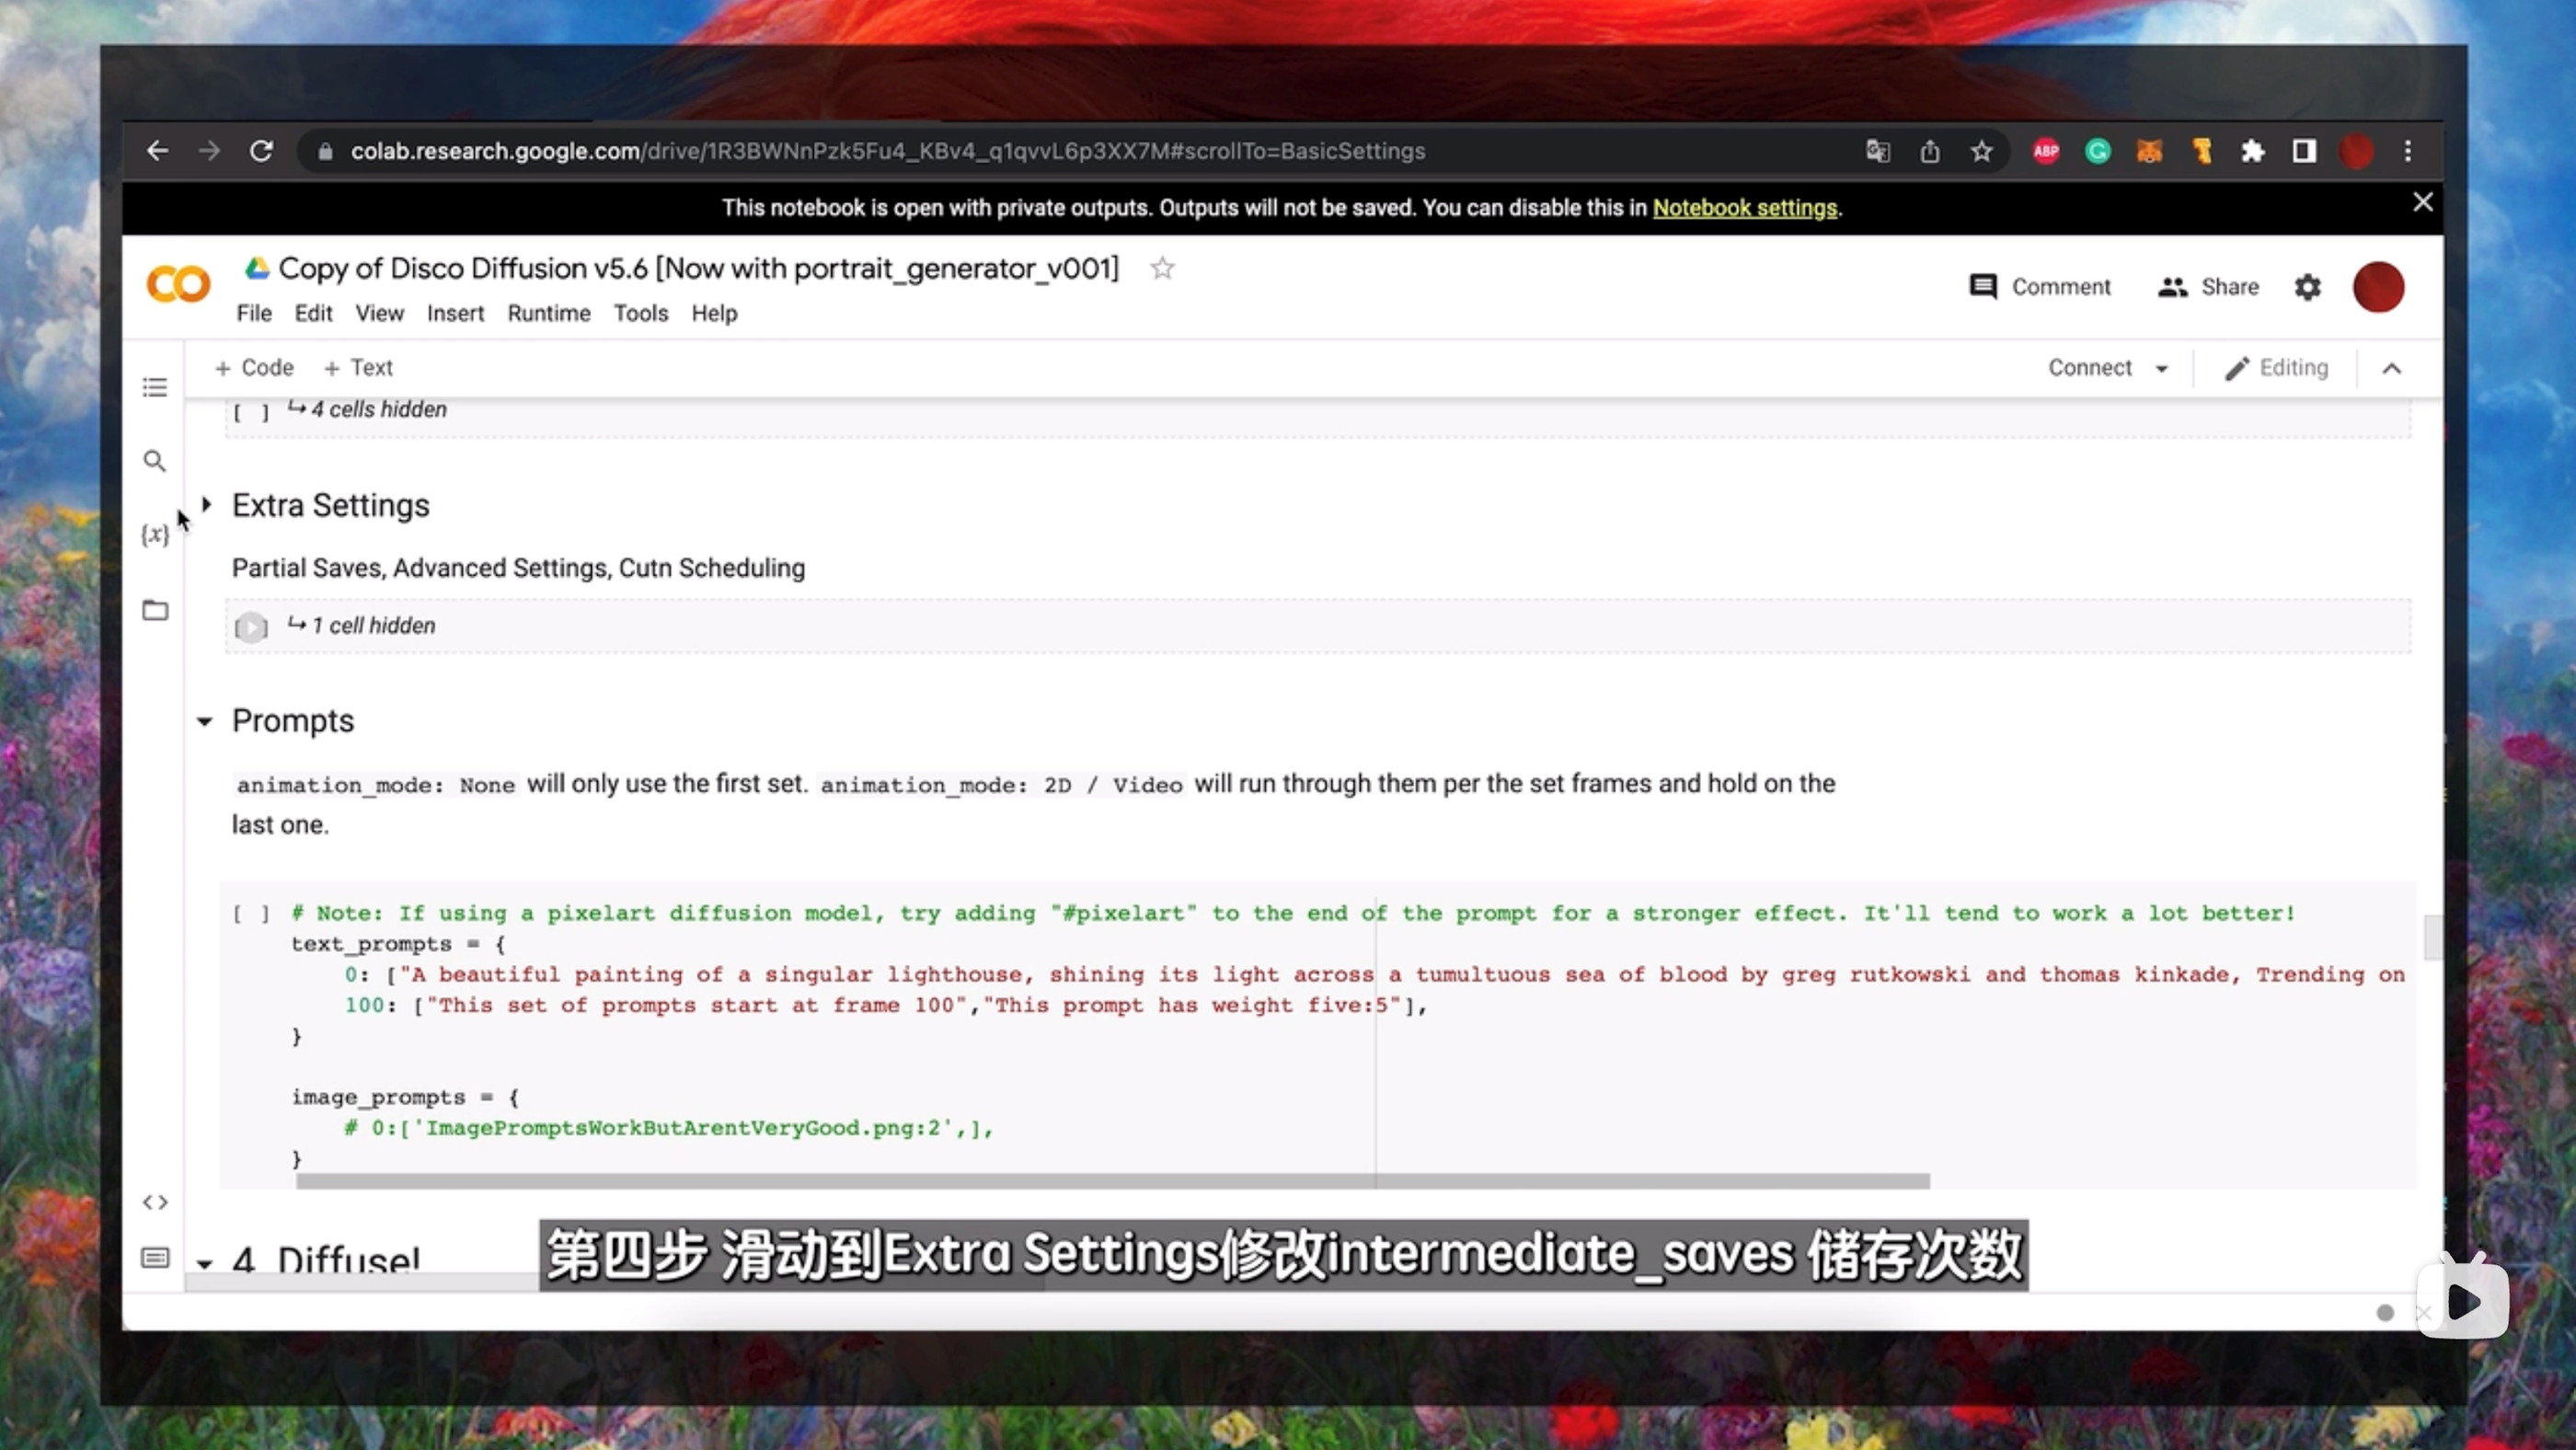 colab.research.google.com/drive/1R3BWNnPzk5Fu4_KBv4_q1qvvL6p3XX7M#scrollTo=BasicSettings
ABP
This notebook is open with private outputs. Outputs will not be saved. You can disable this in Notebook settings.
Copy of Disco Diffusion v5.6 [Now with portrait_generator_v001]
Comment Share
File Edit View Insert Runtime Tools Help
+ Code + Text Connect Editing
[ ] ↳ 4 cells hidden
Extra Settings
{x}
Partial Saves, Advanced Settings, Cutn Scheduling
[ ] ↳ 1 cell hidden
Prompts
animation_mode: None will only use the first set. animation_mode: 2D / Video will run through them per the set frames and hold on the
last one.
[ ] # Note: If using a pixelart diffusion model, try adding "#pixelart" to the end of the prompt for a stronger effect. It'll tend to work a lot better!
text_prompts = {
0: ["A beautiful painting of a singular lighthouse, shining its light across a tumultuous sea of blood by greg rutkowski and thomas kinkade, Trending on
100: ["This set of prompts start at frame 100","This prompt has weight five:5"],
}
image_prompts = {
# 0:['ImagePromptsWorkButArentVeryGood.png:2',],
}
4. Diffuse!
第四步 滑动到Extra Settings修改intermediate_saves 储存次数